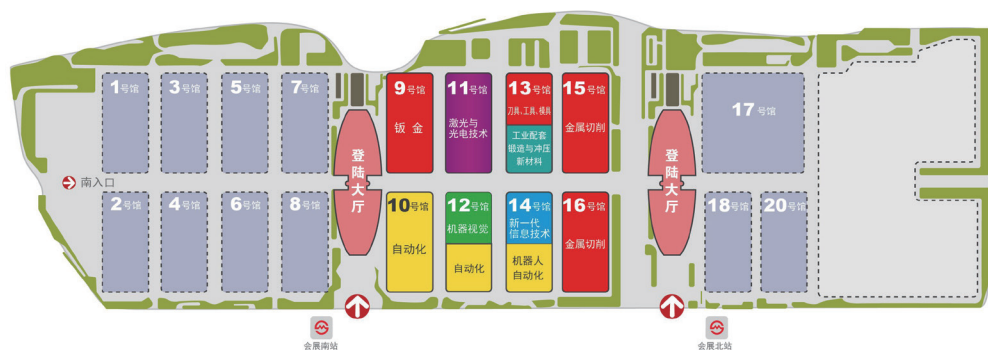 1号馆
3号馆
5号馆
7号馆
9号馆
钣 金
11号馆
激光与
光电技术
13号馆
刀具、工具、模具
工业配套
锻造与冲压
新材料
15号馆
金属切削
17号馆
登陆大厅
登陆大厅
南入口
2号馆
4号馆
6号馆
8号馆
10号馆
自动化
12号馆
机器视觉
自动化
14号馆
新一代
信息技术
机器人
自动化
16号馆
金属切削
18号馆
20号馆
会展南站
会展北站